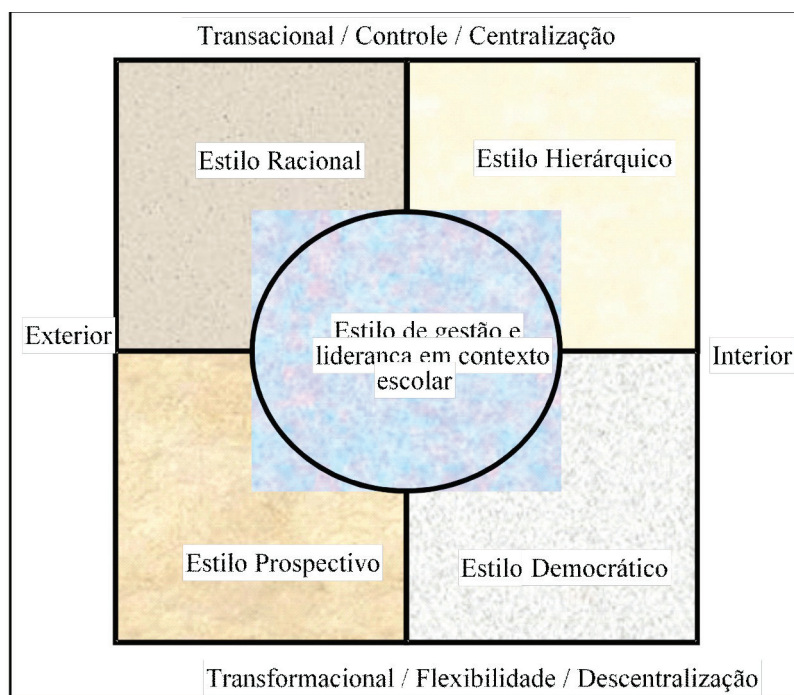 Transacional / Controle / Centralização
Estilo Racional
Estilo Hierárquico
Exterior
Estilo de gestão e
liderança em contexto
escolar
Interior
Estilo Prospectivo
Estilo Democrático
Transformacional / Flexibilidade / Descentralização